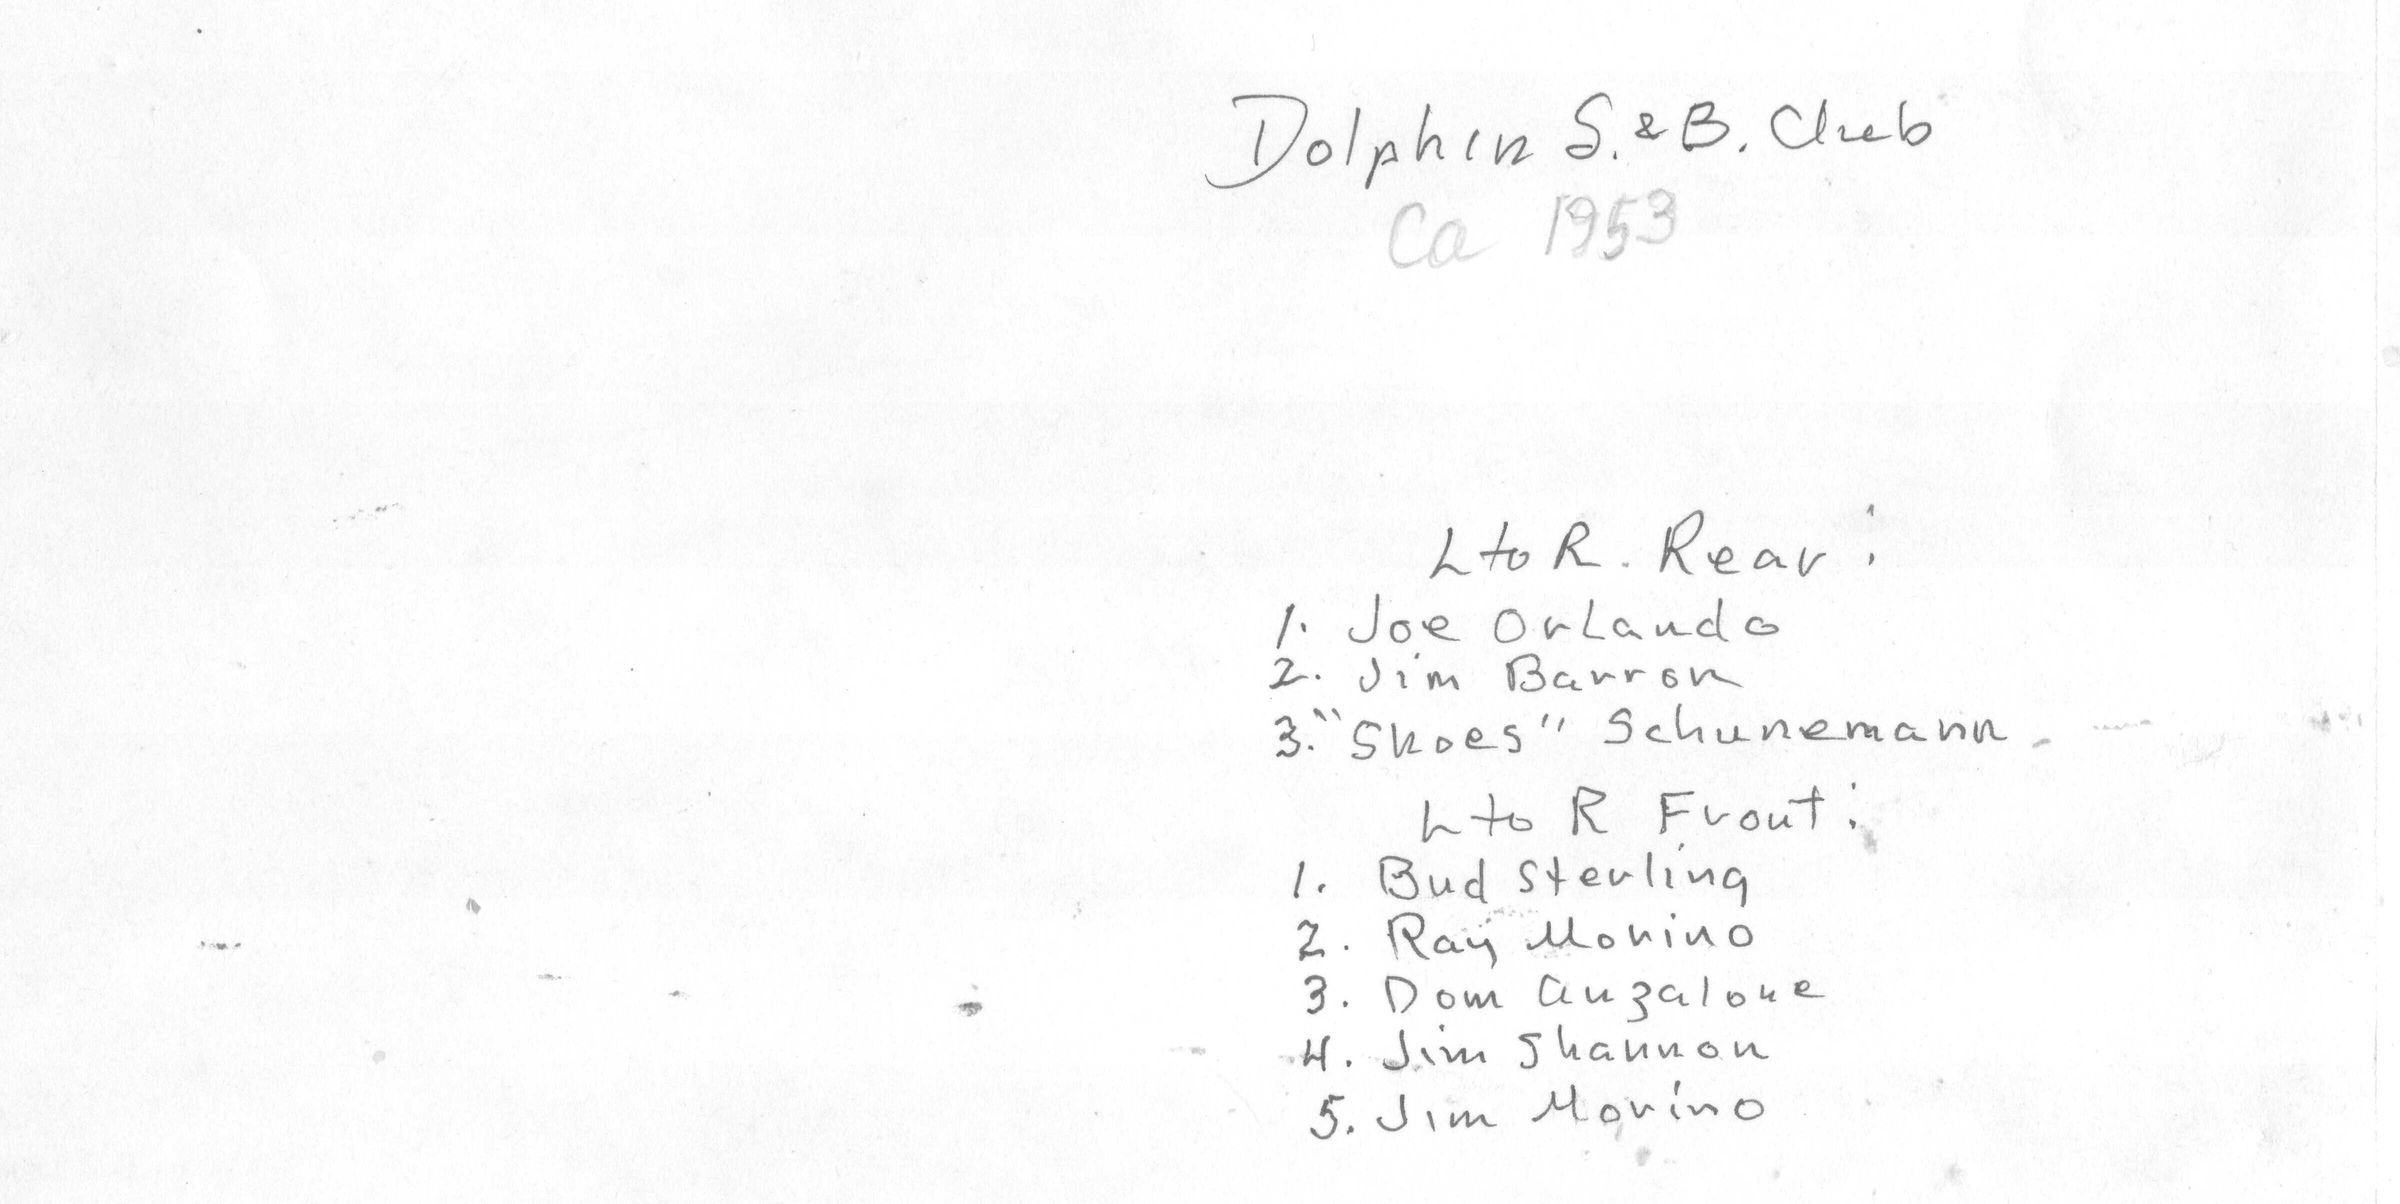 Dolphin S. & B. Club
Ca 1953
L to R. Rear:
1. Joe Orlando
2. Jim Barron
3. "Shoes" Schunemann
L to R Front:
1. Bud Sterling
2. Ray Morino
3. Dom Anzalone
4. Jim Shannon
5. Jim Morino